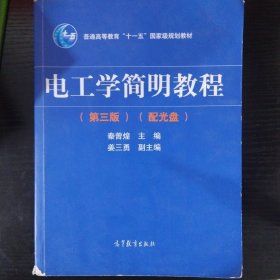 普通高等教育“十一五”国家级规划教材
电工学简明教程
（第三版）（配光盘）
秦曾煌 主 编
姜三勇 副主编
高等教育出版社